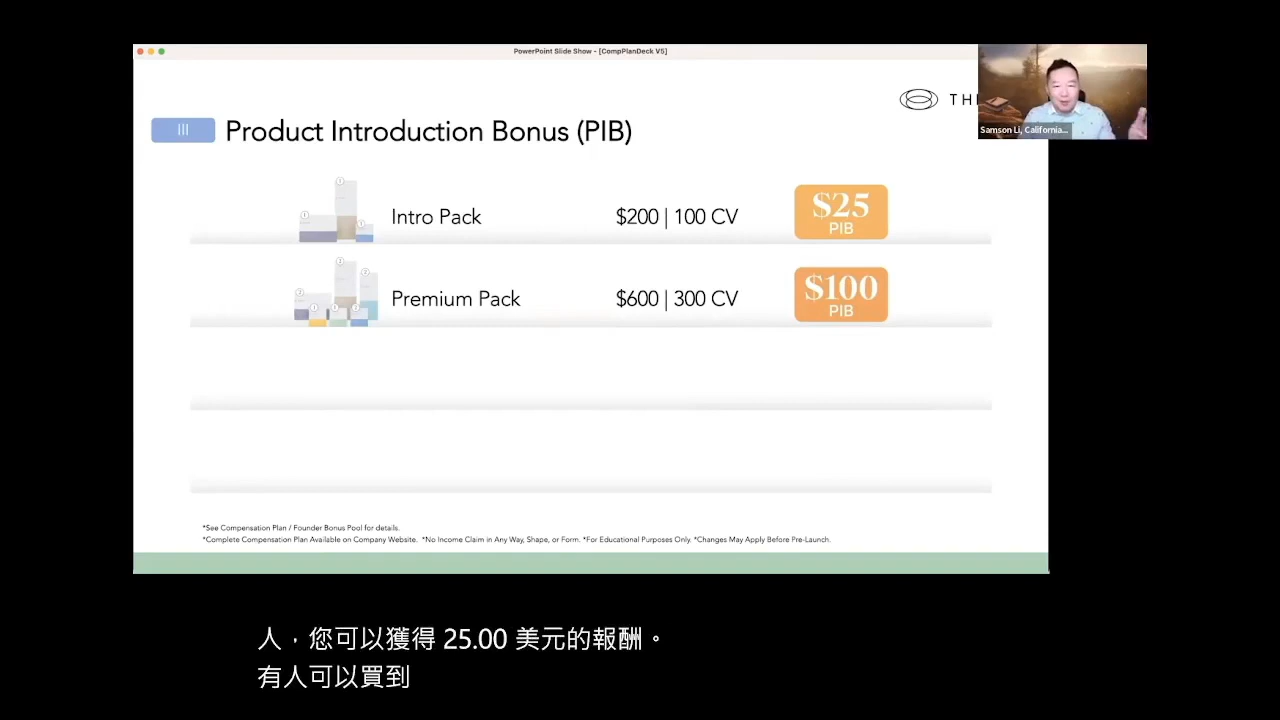 PowerPoint Slide Show - [CompPlanDeck V5]
THE
Samson Li, California...
III Product Introduction Bonus (PIB)
Intro Pack $200 | 100 CV $25 PIB
Premium Pack $600 | 300 CV $100 PIB
*See Compensation Plan / Founder Bonus Pool for details.
*Complete Compensation Plan Available on Company Website. *No Income Claim in Any Way, Shape, or Form. *For Educational Purposes Only. *Changes May Apply Before Pre-Launch.
人，您可以獲得 25.00 美元的報酬。
有人可以買到